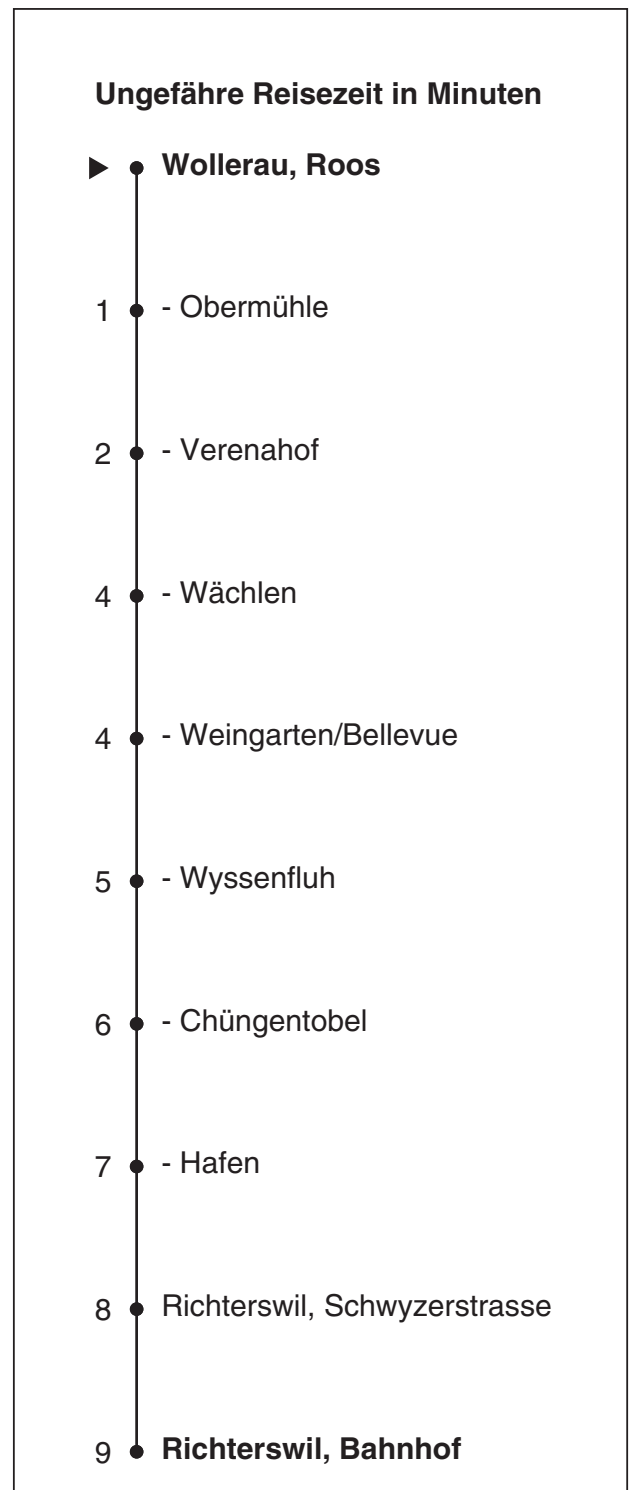 Ungefähre Reisezeit in Minuten
Wollerau, Roos
1 - Obermühle
2 - Verenahof
4 - Wächlen
4 - Weingarten/Bellevue
5 - Wyssenfluh
6 - Chüngentobel
7 - Hafen
8 Richterswil, Schwyzerstrasse
9 Richterswil, Bahnhof